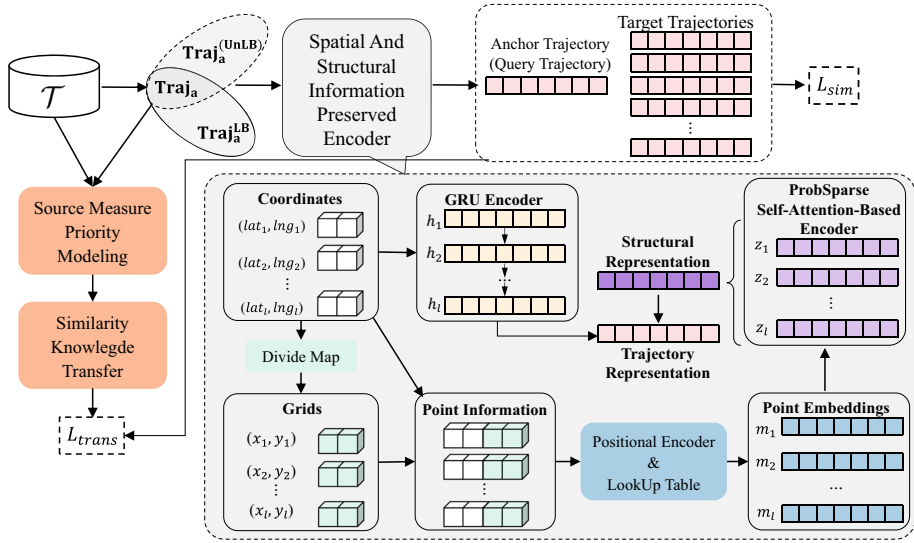 𝒯
Traj_a^(UnLB)
Traj_a
Traj_a^LB
Spatial And
Structural
Information
Preserved
Encoder
Anchor Trajectory
(Query Trajectory)
Target Trajectories
⋮
L_sim
Source Measure
Priority
Modeling
Similarity
Knowlegde
Transfer
L_trans
Coordinates
(lat_1, lng_1)
(lat_2, lng_2)
⋮
(lat_l, lng_l)
Divide Map
Grids
(x_1, y_1)
(x_2, y_2)
⋮
(x_l, y_l)
GRU Encoder
h_1
h_2
...
h_l
Structural
Representation
Trajectory
Representation
ProbSparse
Self-Attention-Based
Encoder
z_1
z_2
⋮
z_l
Point Information
⋮
Positional Encoder
&
LookUp Table
Point Embeddings
m_1
m_2
...
m_l